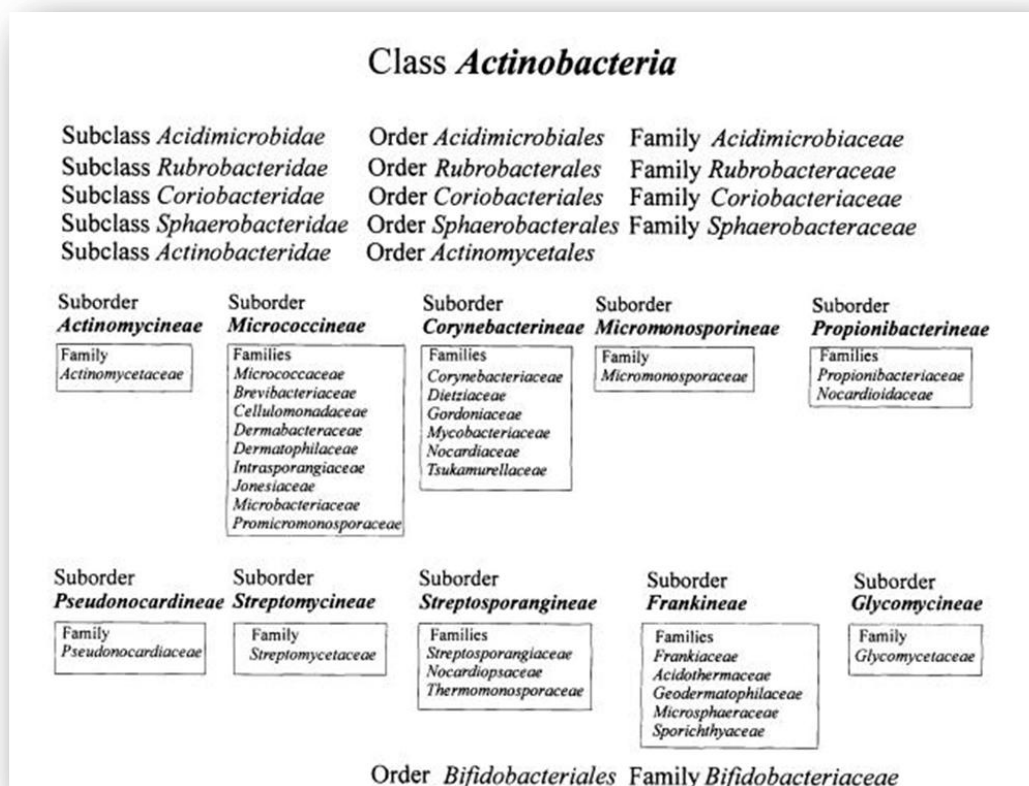 Class Actinobacteria
Subclass Acidimicrobidae Order Acidimicrobiales Family Acidimicrobiaceae
Subclass Rubrobacteridae Order Rubrobacterales Family Rubrobacteraceae
Subclass Coriobacteridae Order Coriobacteriales Family Coriobacteriaceae
Subclass Sphaerobacteridae Order Sphaerobacterales Family Sphaerobacteraceae
Subclass Actinobacteridae Order Actinomycetales
Suborder
Actinomycineae
Family
Actinomycetaceae
Suborder
Micrococcineae
Families
Micrococcaceae
Brevibacteriaceae
Cellulomonadaceae
Dermabacteraceae
Dermatophilaceae
Intrasporangiaceae
Jonesiaceae
Microbacteriaceae
Promicromonosporaceae
Suborder
Corynebacterineae
Families
Corynebacteriaceae
Dietziaceae
Gordoniaceae
Mycobacteriaceae
Nocardiaceae
Tsukamurellaceae
Suborder
Micromonosporineae
Family
Micromonosporaceae
Suborder
Propionibacterineae
Families
Propionibacteriaceae
Nocardioidaceae
Suborder
Pseudonocardineae
Family
Pseudonocardiaceae
Suborder
Streptomycineae
Family
Streptomycetaceae
Suborder
Streptosporangineae
Families
Streptosporangiaceae
Nocardiopsaceae
Thermomonosporaceae
Suborder
Frankineae
Families
Frankiaceae
Acidothermaceae
Geodermatophilaceae
Microsphaeraceae
Sporichthyaceae
Suborder
Glycomycineae
Family
Glycomycetaceae
Order Bifidobacteriales Family Bifidobacteriaceae